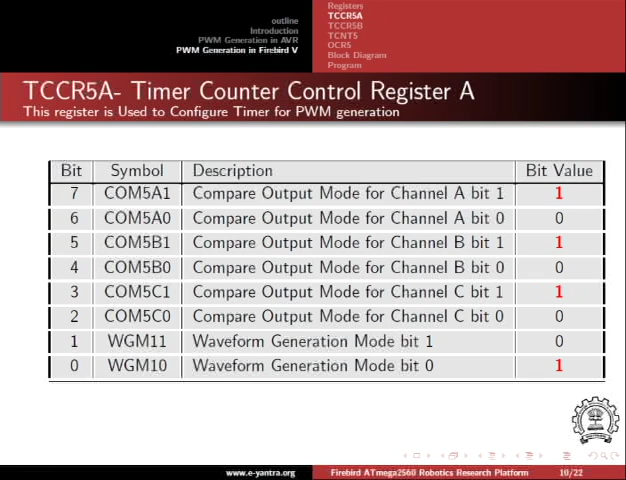 outline
Introduction
PWM Generation in AVR
PWM Generation in Firebird V
Registers
TCCR5A
TCCR5B
TCNT5
OCR5
Block Diagram
Program
TCCR5A- Timer Counter Control Register A
This register is Used to Configure Timer for PWM generation
Bit Symbol Description Bit Value
7 COM5A1 Compare Output Mode for Channel A bit 1 1
6 COM5A0 Compare Output Mode for Channel A bit 0 0
5 COM5B1 Compare Output Mode for Channel B bit 1 1
4 COM5B0 Compare Output Mode for Channel B bit 0 0
3 COM5C1 Compare Output Mode for Channel C bit 1 1
2 COM5C0 Compare Output Mode for Channel C bit 0 0
1 WGM11 Waveform Generation Mode bit 1 0
0 WGM10 Waveform Generation Mode bit 0 1
www.e-yantra.org Firebird ATmega2560 Robotics Research Platform 10/22